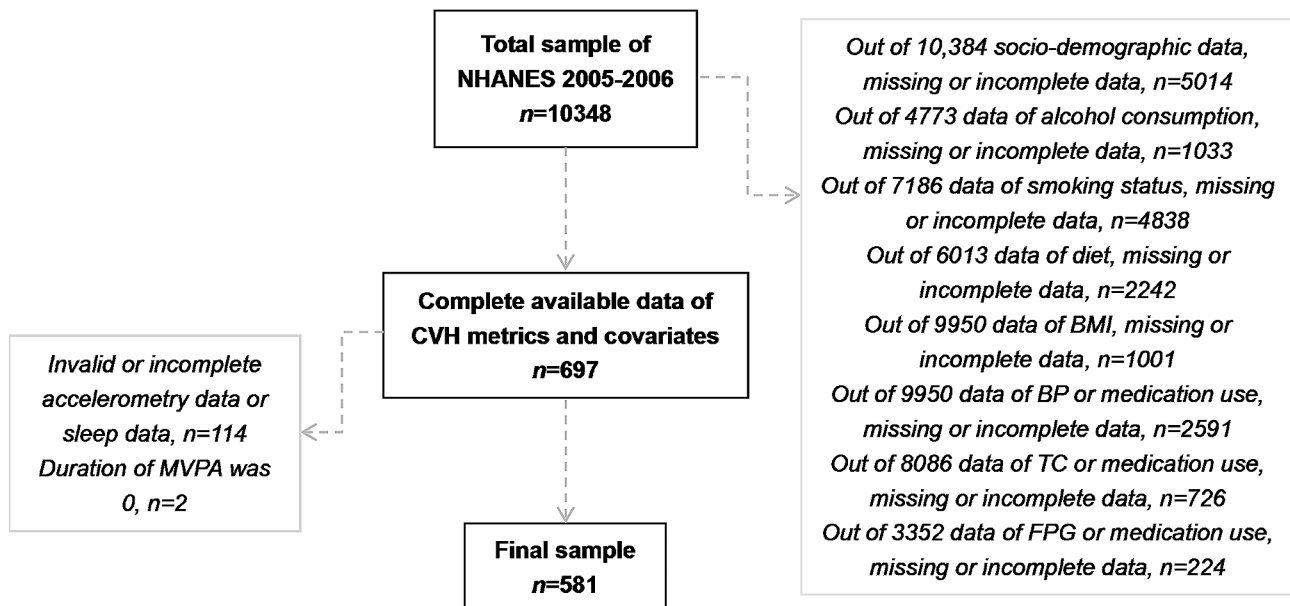 Total sample of
NHANES 2005-2006
n=10348
Out of 10,384 socio-demographic data,
missing or incomplete data, n=5014
Out of 4773 data of alcohol consumption,
missing or incomplete data, n=1033
Out of 7186 data of smoking status, missing
or incomplete data, n=4838
Out of 6013 data of diet, missing or
incomplete data, n=2242
Out of 9950 data of BMI, missing or
incomplete data, n=1001
Out of 9950 data of BP or medication use,
missing or incomplete data, n=2591
Out of 8086 data of TC or medication use,
missing or incomplete data, n=726
Out of 3352 data of FPG or medication use,
missing or incomplete data, n=224
Complete available data of
CVH metrics and covariates
n=697
Invalid or incomplete
accelerometry data or
sleep data, n=114
Duration of MVPA was
0, n=2
Final sample
n=581